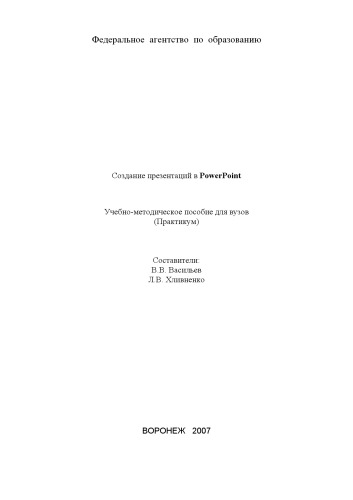 Федеральное агентство по образованию
Создание презентаций в PowerPoint
Учебно-методическое пособие для вузов
(Практикум)
Составители:
В.В. Васильев
Л.В. Хливненко
ВОРОНЕЖ 2007